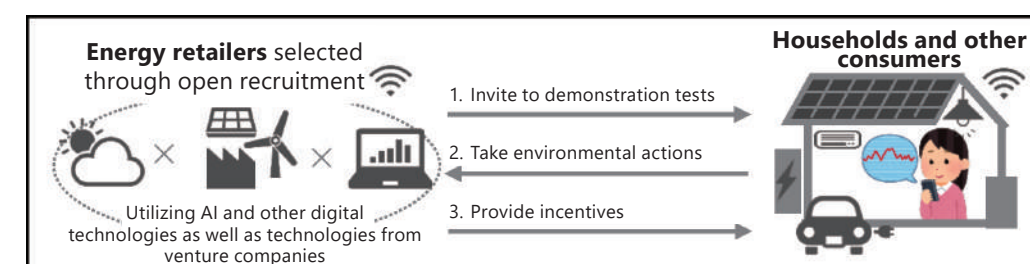 Energy retailers selected
through open recruitment
Utilizing AI and other digital
technologies as well as technologies from
venture companies
1. Invite to demonstration tests
2. Take environmental actions
3. Provide incentives
Households and other
consumers